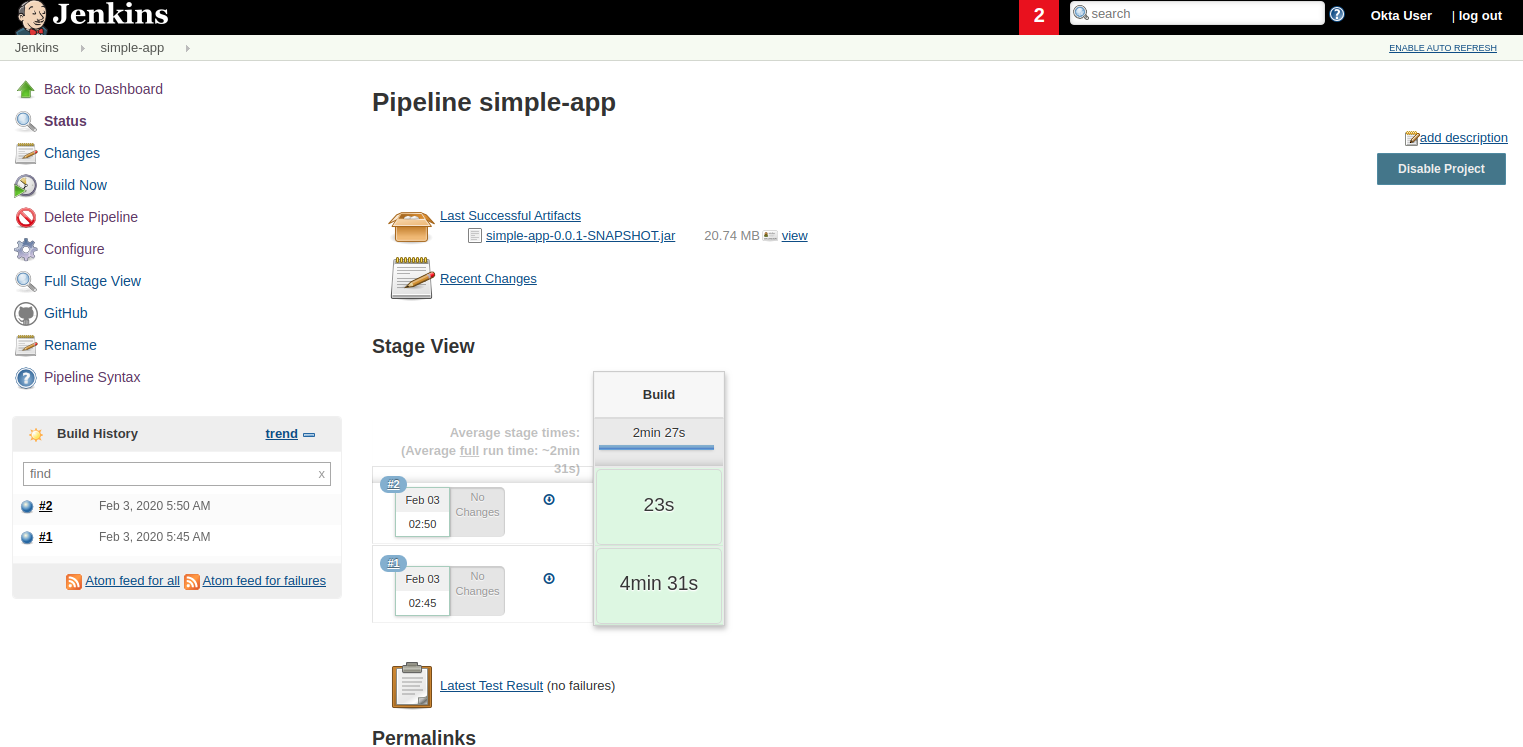 Jenkins
2
search
?
Okta User
| log out
Jenkins
simple-app
ENABLE AUTO REFRESH
Back to Dashboard
Status
Changes
Build Now
Delete Pipeline
Configure
Full Stage View
GitHub
Rename
?
Pipeline Syntax
Build History
trend
find
x
#2
Feb 3, 2020 5:50 AM
#1
Feb 3, 2020 5:45 AM
Atom feed for all
Atom feed for failures
Pipeline simple-app
add description
Disable Project
Last Successful Artifacts
simple-app-0.0.1-SNAPSHOT.jar
20.74 MB
view
Recent Changes
Stage View
Build
Average stage times:
(Average full run time: ~2min
31s)
2min 27s
#2
Feb 03
02:50
No
Changes
23s
#1
Feb 03
02:45
No
Changes
4min 31s
Latest Test Result (no failures)
Permalinks